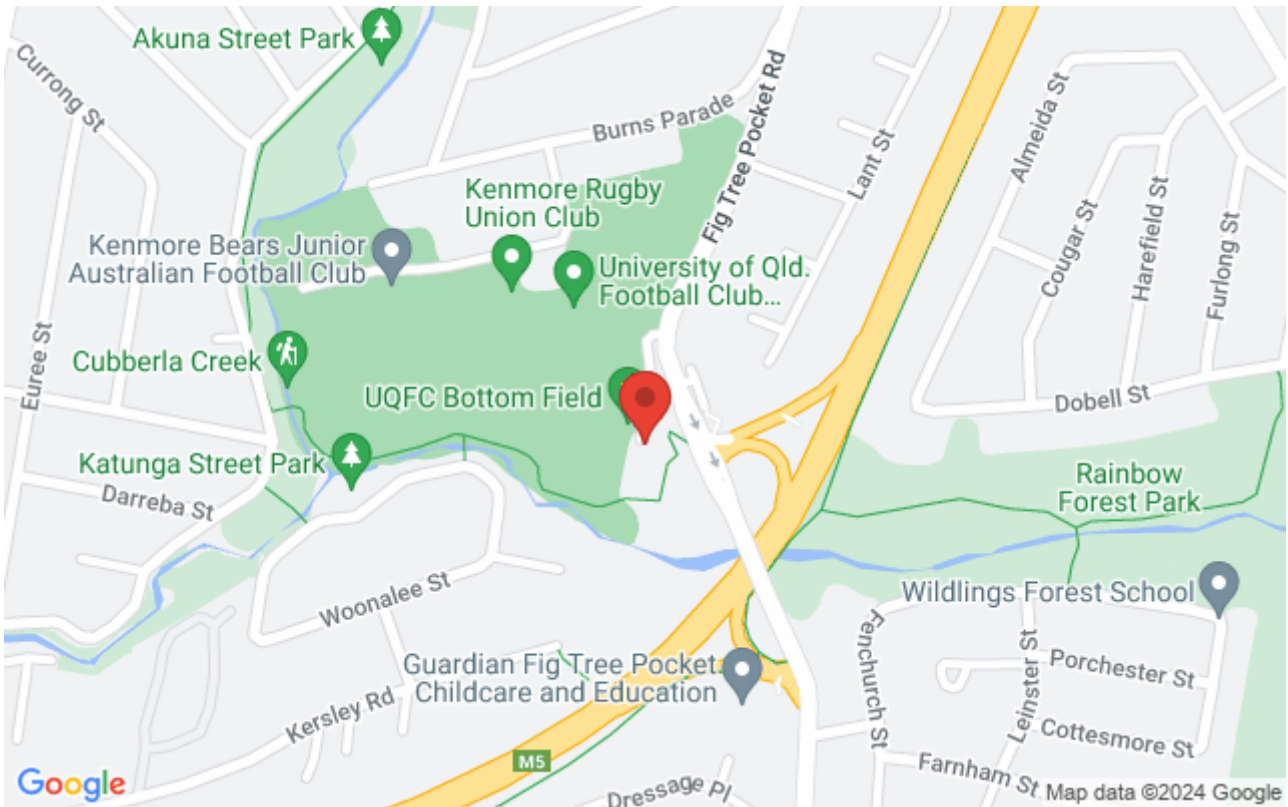 Akuna Street Park
Currong St
Burns Parade
Fig Tree Pocket Rd
Lant St
Almeida St
Kenmore Rugby
Union Club
Kenmore Bears Junior
Australian Football Club
University of Qld.
Football Club...
Cougar St
Harefield St
Furlong St
Euree St
Cubberla Creek
UQFC Bottom Field
Dobell St
Katunga Street Park
Darreba St
Rainbow
Forest Park
Woonalee St
Wildlings Forest School
Fenchurch St
Leinster St
Porchester St
Guardian Fig Tree Pocket
Childcare and Education
Kersley Rd
Cottesmore St
M5
Farnham St
Dressage Pl
Google
Map data ©2024 Google